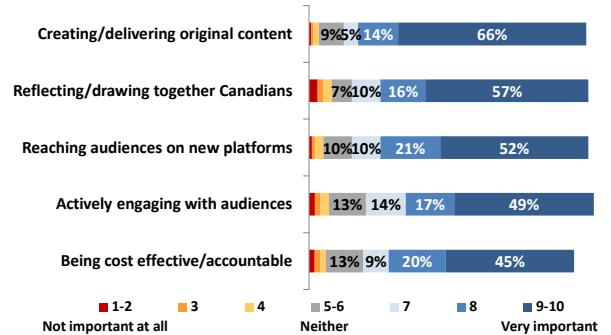 Creating/delivering original content 9% 5% 14% 66%
Reflecting/drawing together Canadians 7% 10% 16% 57%
Reaching audiences on new platforms 10% 10% 21% 52%
Actively engaging with audiences 13% 14% 17% 49%
Being cost effective/accountable 13% 9% 20% 45%
1-2 3 4 5-6 7 8 9-10
Not important at all Neither Very important